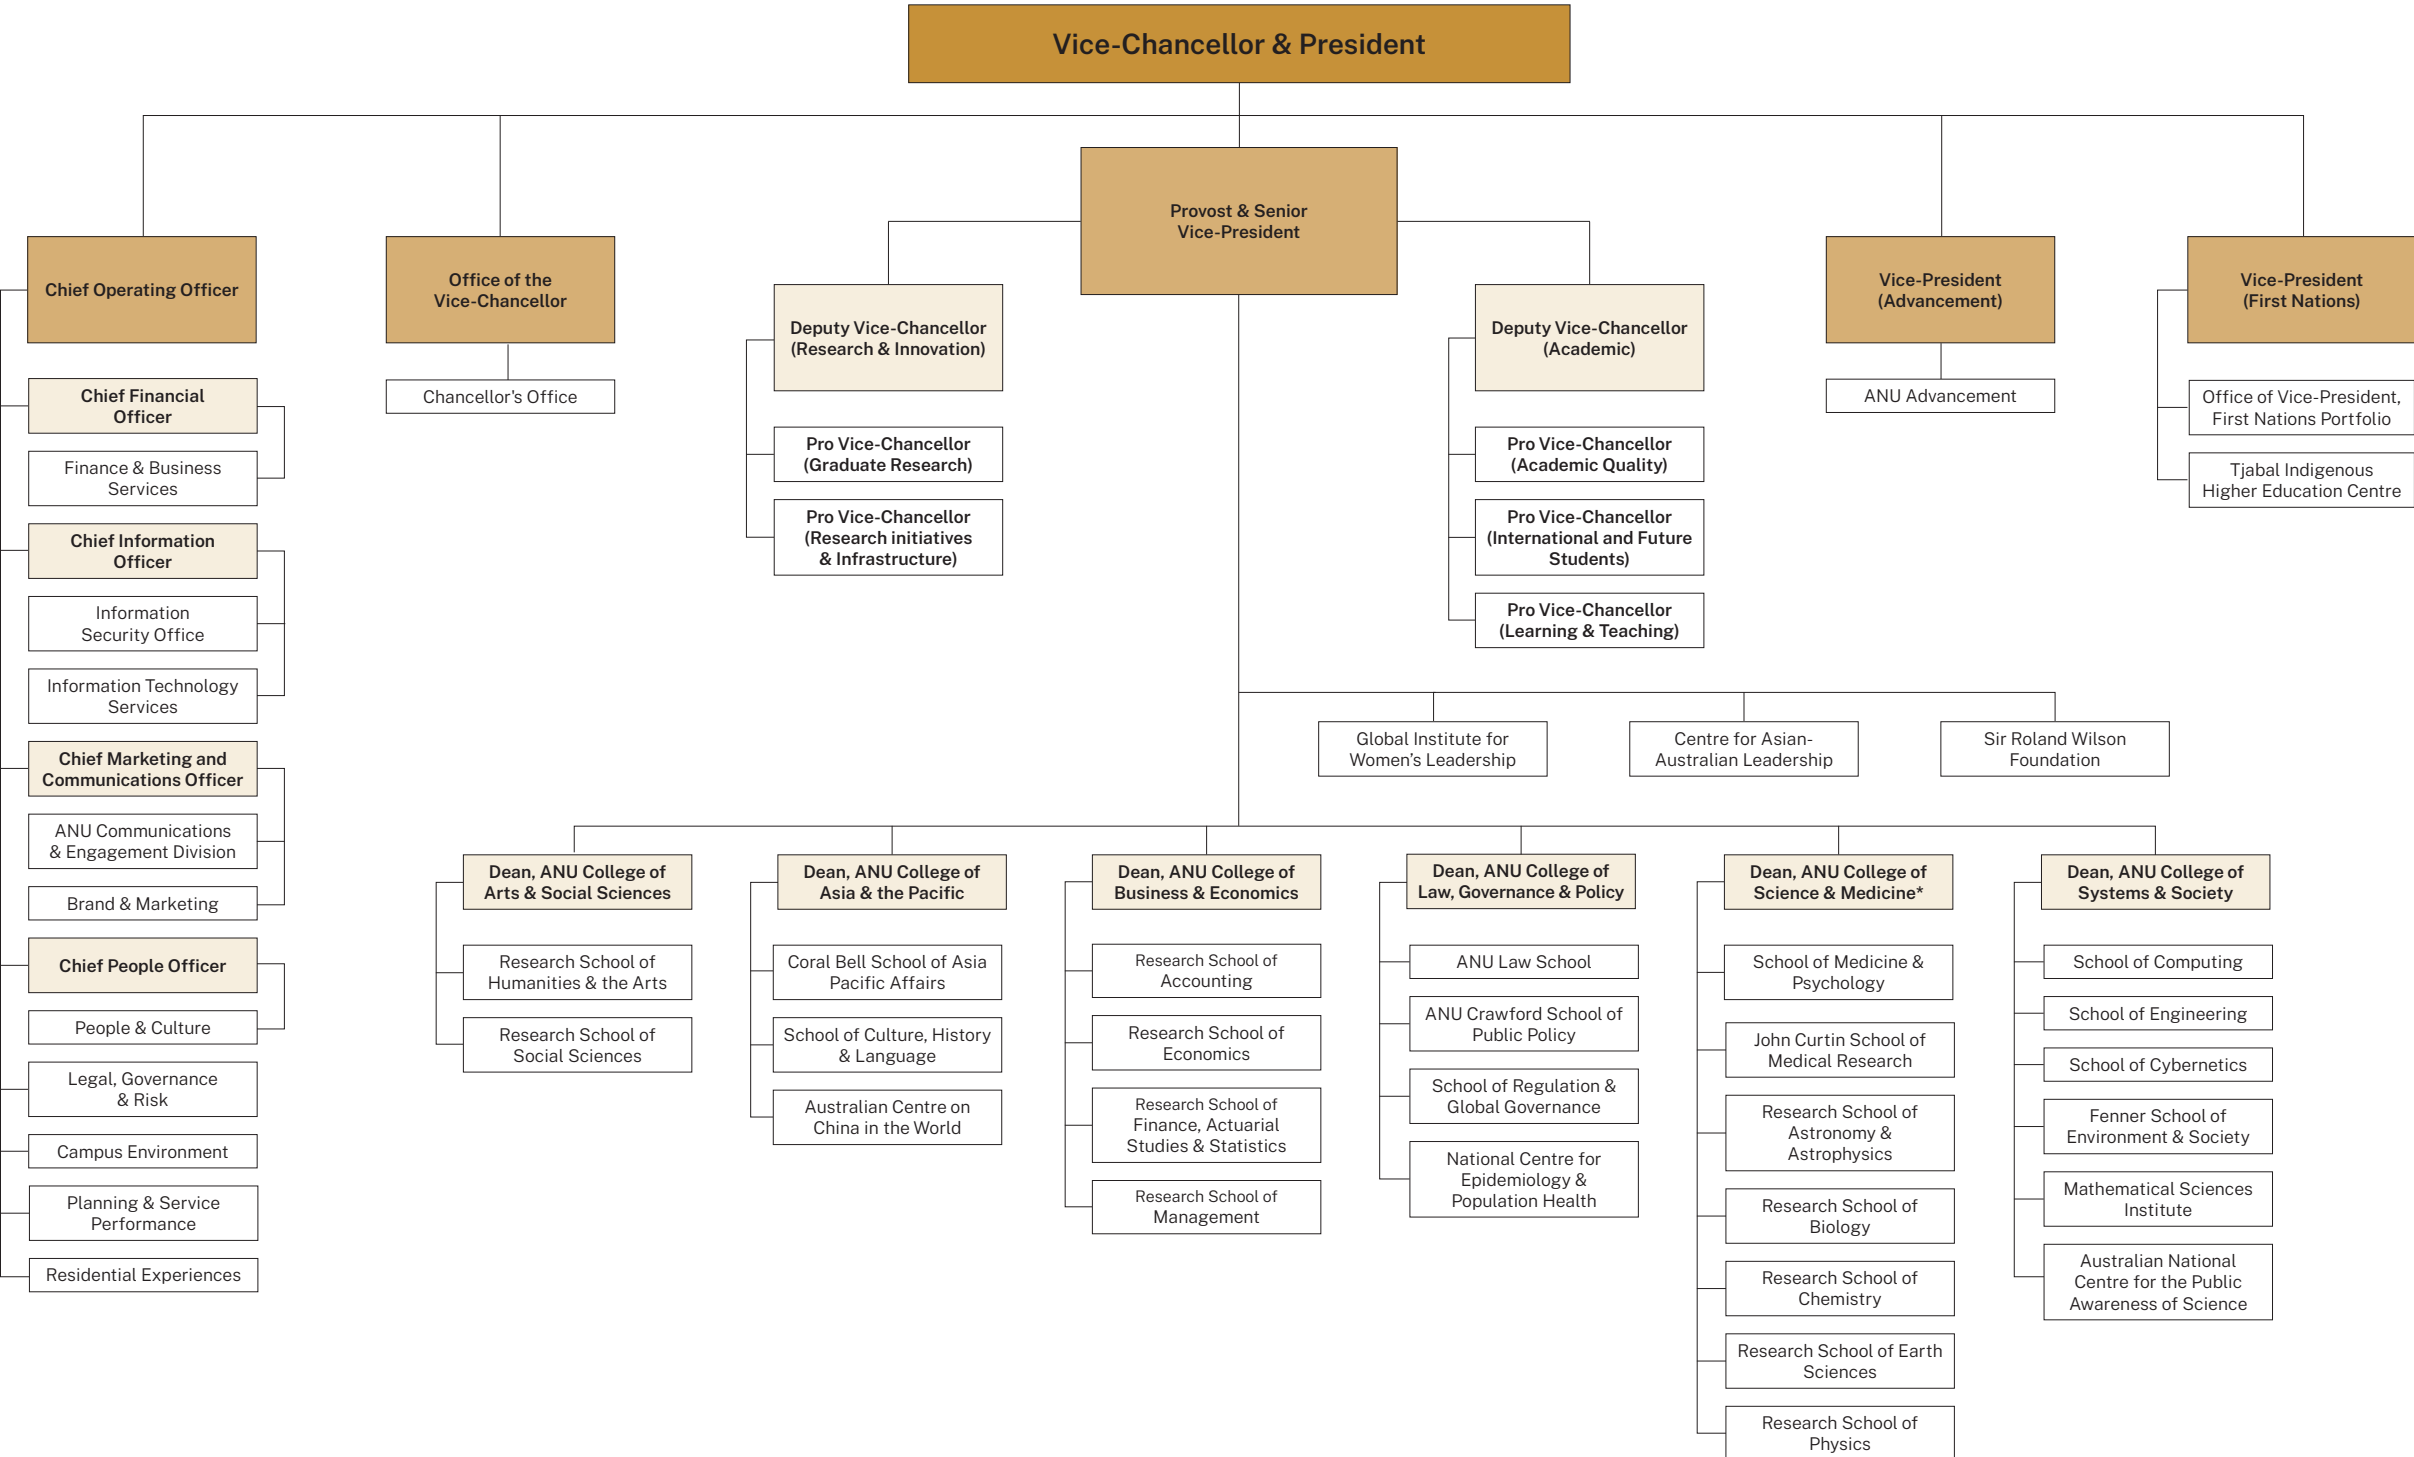 Vice-Chancellor & President
Provost & Senior
Vice-President
Chief Operating Officer
Chief Financial
Officer
Finance & Business
Services
Chief Information
Officer
Information
Security Office
Information Technology
Services
Chief Marketing and
Communications Officer
ANU Communications
& Engagement Division
Brand & Marketing
Chief People Officer
People & Culture
Legal, Governance
& Risk
Campus Environment
Planning & Service
Performance
Residential Experiences
Office of the
Vice-Chancellor
Chancellor's Office
Deputy Vice-Chancellor
(Research & Innovation)
Pro Vice-Chancellor
(Graduate Research)
Pro Vice-Chancellor
(Research initiatives
& Infrastructure)
Deputy Vice-Chancellor
(Academic)
Pro Vice-Chancellor
(Academic Quality)
Pro Vice-Chancellor
(International and Future
Students)
Pro Vice-Chancellor
(Learning & Teaching)
Vice-President
(Advancement)
ANU Advancement
Vice-President
(First Nations)
Office of Vice-President,
First Nations Portfolio
Tjabal Indigenous
Higher Education Centre
Global Institute for
Women’s Leadership
Centre for Asian-
Australian Leadership
Sir Roland Wilson
Foundation
Dean, ANU College of
Arts & Social Sciences
Research School of
Humanities & the Arts
Research School of
Social Sciences
Dean, ANU College of
Asia & the Pacific
Coral Bell School of Asia
Pacific Affairs
School of Culture, History
& Language
Australian Centre on
China in the World
Dean, ANU College of
Business & Economics
Research School of
Accounting
Research School of
Economics
Research School of
Finance, Actuarial
Studies & Statistics
Research School of
Management
Dean, ANU College of
Law, Governance & Policy
ANU Law School
ANU Crawford School of
Public Policy
School of Regulation &
Global Governance
National Centre for
Epidemiology &
Population Health
Dean, ANU College of
Science & Medicine*
School of Medicine &
Psychology
John Curtin School of
Medical Research
Research School of
Astronomy &
Astrophysics
Research School of
Biology
Research School of
Chemistry
Research School of Earth
Sciences
Research School of
Physics
Dean, ANU College of
Systems & Society
School of Computing
School of Engineering
School of Cybernetics
Fenner School of
Environment & Society
Mathematical Sciences
Institute
Australian National
Centre for the Public
Awareness of Science